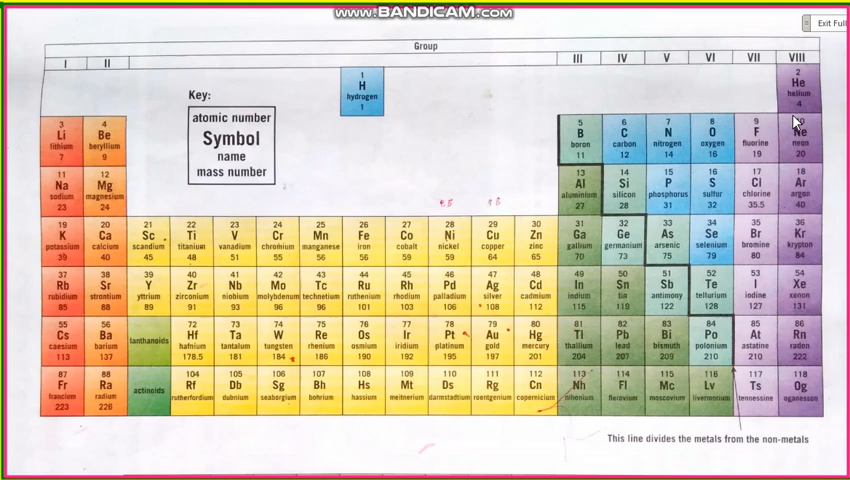 www.BANDICAM.com
Exit Full
Group
I II III IV V VI VII VIII
1 2
H He
hydrogen helium
1 4
Key:
atomic number
Symbol
name
mass number
3 4 5 6 7 8 9
Li Be B C N O F Ne
lithium beryllium boron carbon nitrogen oxygen fluorine neon
7 9 11 12 14 16 19 20
11 12 13 14 15 16 17 18
Na Mg Al Si P S Cl Ar
sodium magnesium aluminium silicon phosphorus sulfur chlorine argon
23 24 27 28 31 32 35.5 40
19 20 21 22 23 24 25 26 27 28 29 30 31 32 33 34 35 36
K Ca Sc Ti V Cr Mn Fe Co Ni Cu Zn Ga Ge As Se Br Kr
potassium calcium scandium titanium vanadium chromium manganese iron cobalt nickel copper zinc gallium germanium arsenic selenium bromine krypton
39 40 45 48 51 55 56 59 59 64 65 70 73 75 79 80 84
37 38 39 40 41 42 43 44 45 46 47 48 49 50 51 52 53 54
Rb Sr Y Zr Nb Mo Tc Ru Rh Pd Ag Cd In Sn Sb Te I Xe
rubidium strontium yttrium zirconium niobium molybdenum technetium ruthenium rhodium palladium silver cadmium indium tin antimony tellurium iodine xenon
85 88 89 91 93 96 96 101 103 106 108 112 115 119 122 128 127 131
55 56 72 73 74 75 76 77 78 79 80 81 82 83 84 85 86
Cs Ba lanthanoids Hf Ta W Re Os Ir Pt Au Hg Tl Pb Bi Po At Rn
caesium barium hafnium tantalum tungsten rhenium osmium iridium platinum gold mercury thallium lead bismuth polonium astatine radon
113 137 178.5 181 184 186 190 192 195 197 201 204 207 209 210 210 222
87 88 104 105 106 107 108 109 110 111 112 113 114 115 116 117 118
Fr Ra actinoids Rf Db Sg Bh Hs Mt Ds Rg Cn Nh Fl Mc Lv Ts Og
francium radium rutherfordium dubnium seaborgium bohrium hassium meitnerium darmstadtium roentgenium copernicium nihonium flerovium moscovium livermorium tennessine oganesson
223 226
This line divides the metals from the non-metals